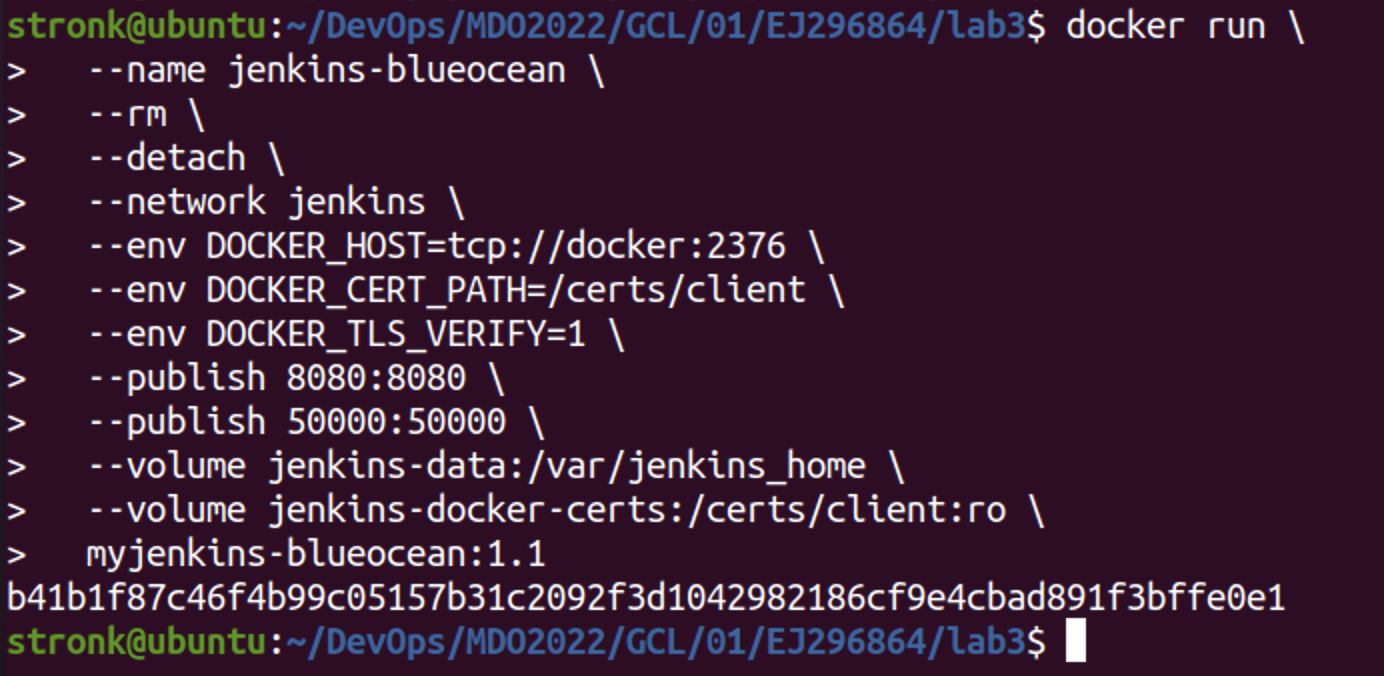 stronk@ubuntu:~/DevOps/MDO2022/GCL/01/EJ296864/lab3$ docker run \
>   --name jenkins-blueocean \
>   --rm \
>   --detach \
>   --network jenkins \
>   --env DOCKER_HOST=tcp://docker:2376 \
>   --env DOCKER_CERT_PATH=/certs/client \
>   --env DOCKER_TLS_VERIFY=1 \
>   --publish 8080:8080 \
>   --publish 50000:50000 \
>   --volume jenkins-data:/var/jenkins_home \
>   --volume jenkins-docker-certs:/certs/client:ro \
>   myjenkins-blueocean:1.1
b41b1f87c46f4b99c05157b31c2092f3d1042982186cf9e4cbad891f3bffe0e1
stronk@ubuntu:~/DevOps/MDO2022/GCL/01/EJ296864/lab3$